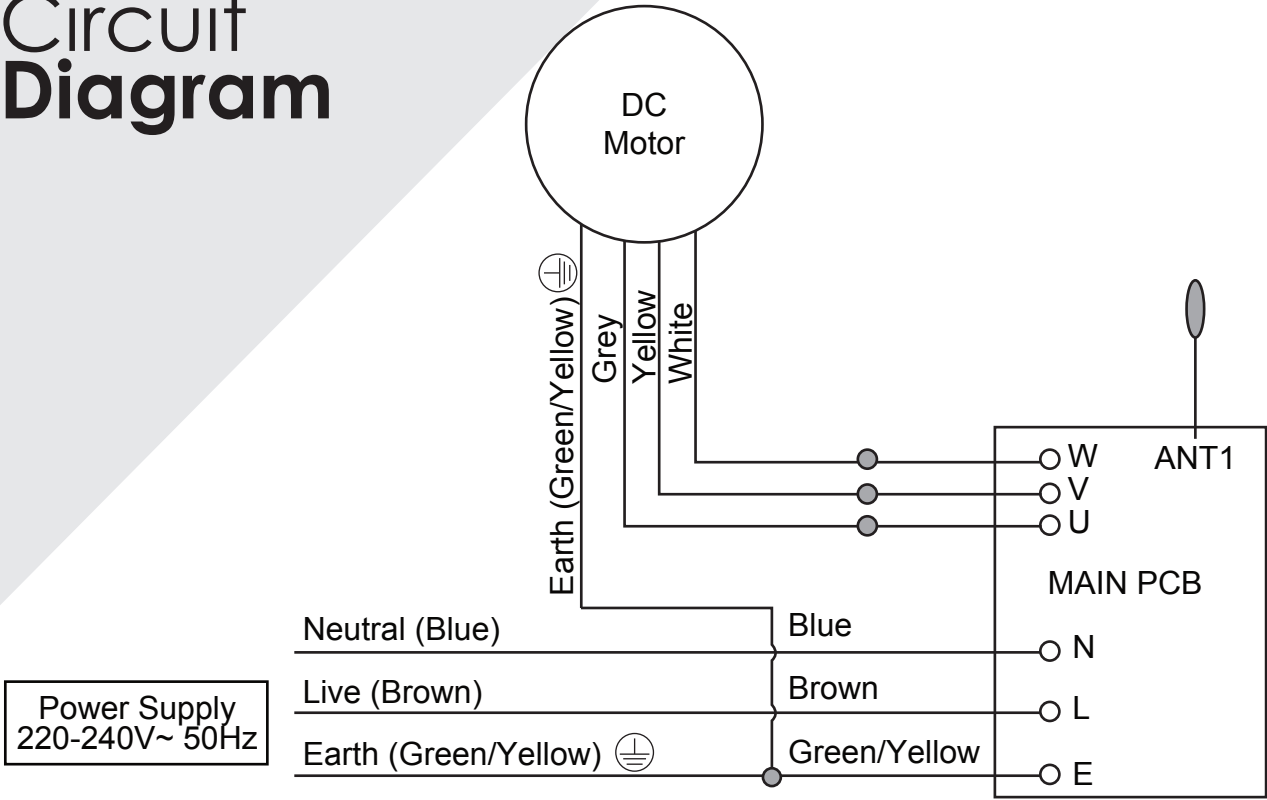 Circuit
Diagram
DC
Motor
Earth (Green/Yellow)
Grey
Yellow
White
W
ANT1
V
U
MAIN PCB
Neutral (Blue)
Blue
N
Live (Brown)
Brown
L
Power Supply
220-240V~ 50Hz
Earth (Green/Yellow)
Green/Yellow
E